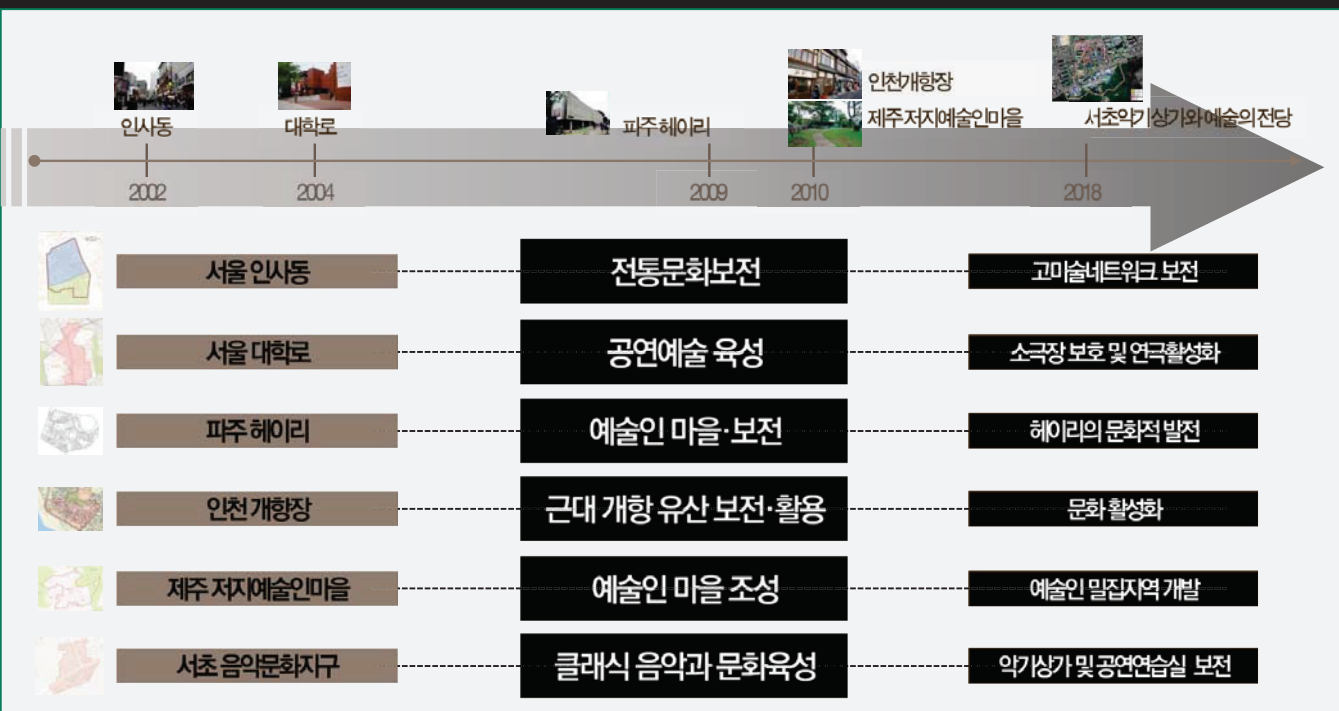 인사동
대학로
파주 헤이리
인천개항장
제주 저지예술인마을
서초악기상가와 예술의전당
2002
2004
2009
2010
2018
서울 인사동 전통문화보전 고미술네트워크 보전
서울 대학로 공연예술 육성 소극장 보호 및 연극활성화
파주 헤이리 예술인 마을·보전 헤이리의 문화적 발전
인천 개항장 근대 개항 유산 보전·활용 문화 활성화
제주 저지예술인마을 예술인 마을 조성 예술인 밀집지역 개발
서초 음악문화지구 클래식 음악과 문화육성 악기상가 및 공연연습실 보전